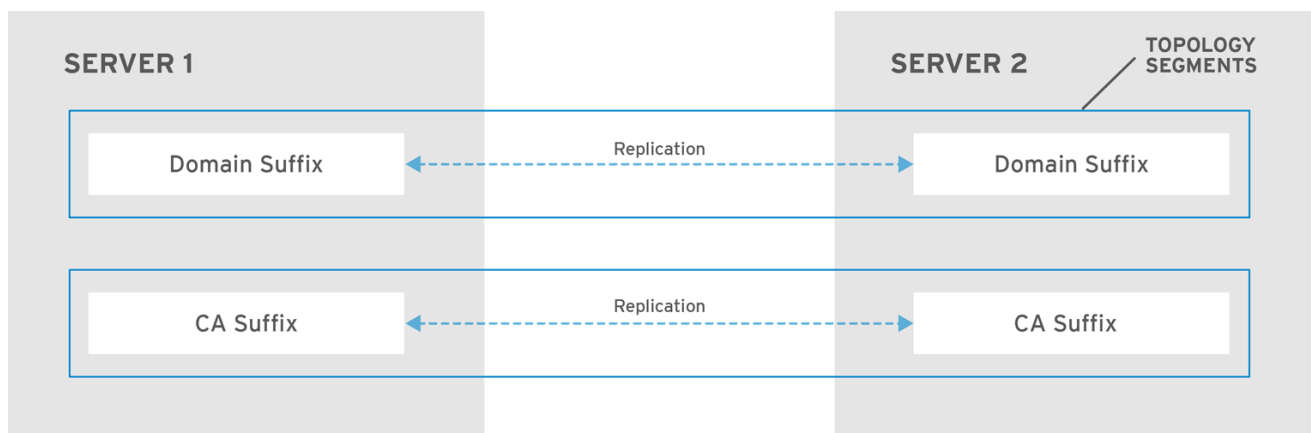 SERVER 1
SERVER 2
TOPOLOGY
SEGMENTS
Domain Suffix
Replication
Domain Suffix
CA Suffix
Replication
CA Suffix